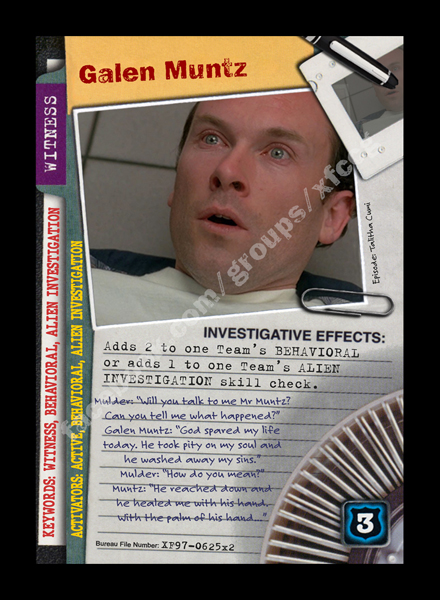 Galen Muntz
WITNESS
KEYWORDS: WITNESS, BEHAVIORAL, ALIEN INVESTIGATION
ACTIVATORS: ACTIVE, BEHAVIORAL, ALIEN INVESTIGATION
Episode: Talitha Cumi
INVESTIGATIVE EFFECTS:
Adds 2 to one Team's BEHAVIORAL
or adds 1 to one Team's ALIEN
INVESTIGATION skill check.
Mulder: "Will you talk to me Mr Muntz?
Can you tell me what happened?"
Galen Muntz: "God spared my life
today. He took pity on my soul and
he washed away my sins."
Mulder: "How do you mean?"
Muntz: "He reached down and
he healed me with his hand,
with the palm of his hand..."
Bureau File Number: XF97-0625x2
3
.com/groups/xfccg